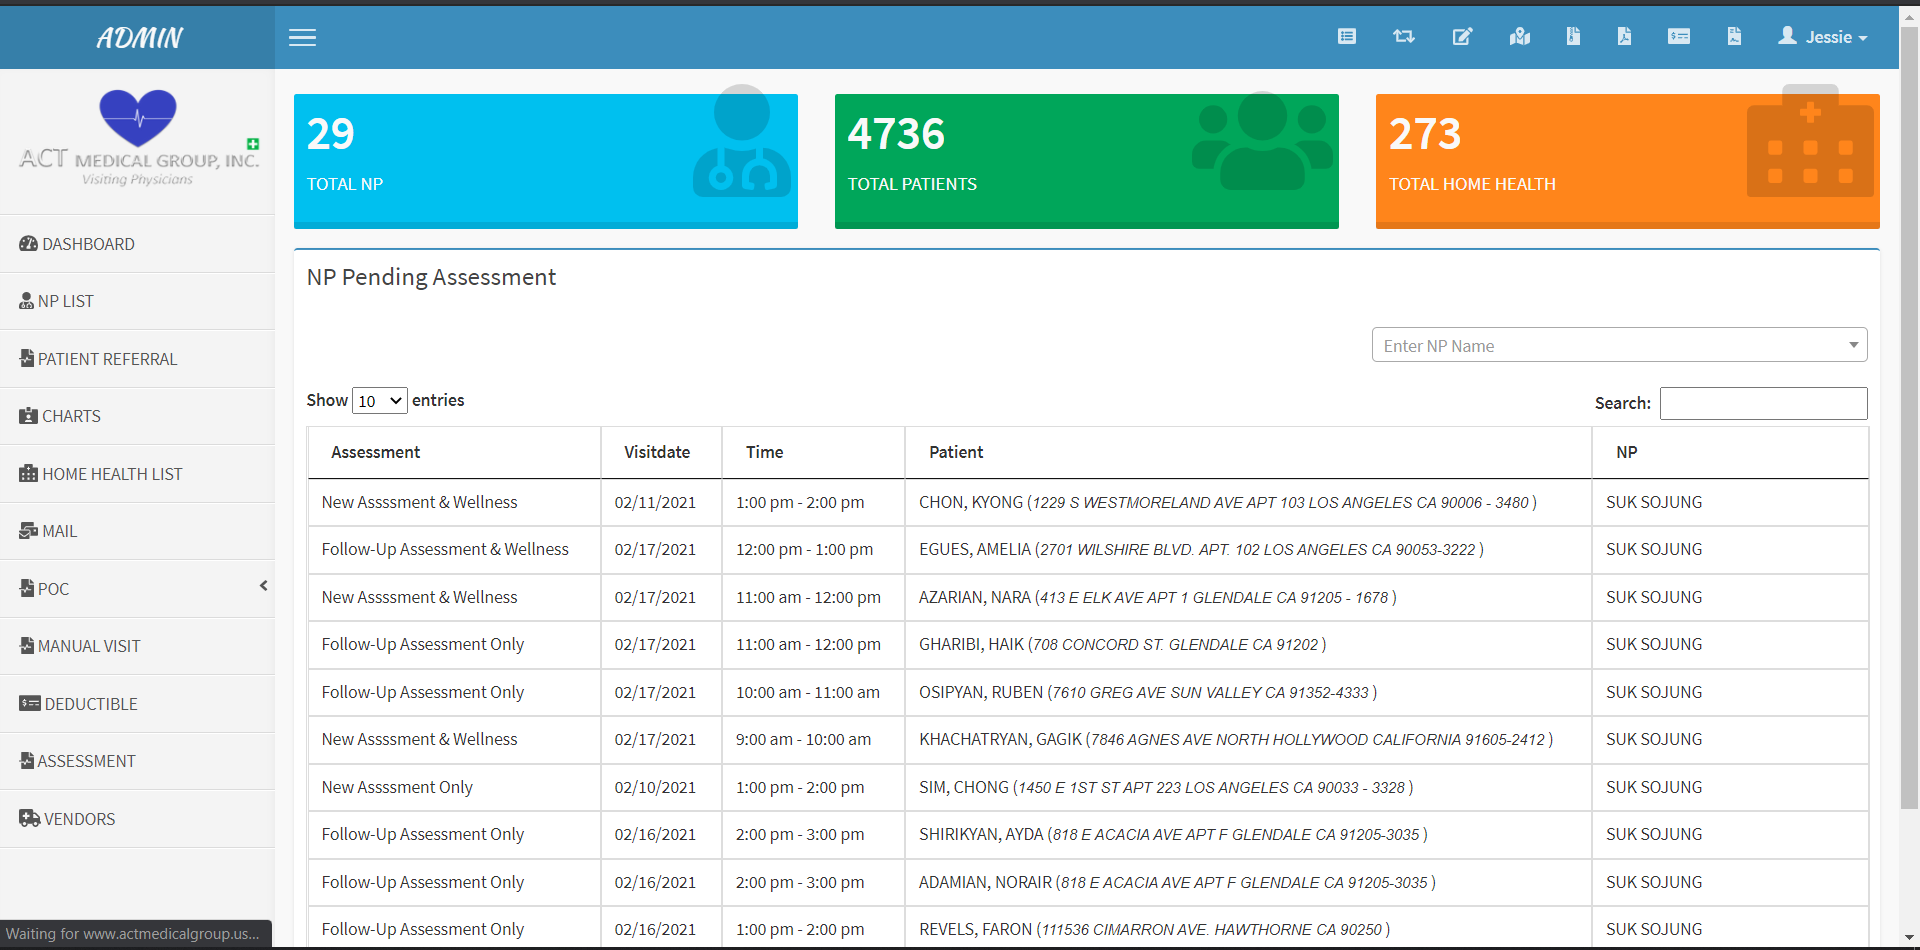 ADMIN
Jessie
ACT MEDICAL GROUP, INC.
Visiting Physicians
DASHBOARD
NP LIST
PATIENT REFERRAL
CHARTS
HOME HEALTH LIST
MAIL
POC
MANUAL VISIT
DEDUCTIBLE
ASSESSMENT
VENDORS
29
TOTAL NP
4736
TOTAL PATIENTS
273
TOTAL HOME HEALTH
NP Pending Assessment
Enter NP Name
Show 10 entries
Search:
Assessment Visitdate Time Patient NP
New Asssment & Wellness 02/11/2021 1:00 pm - 2:00 pm CHON, KYONG (1229 S WESTMORELAND AVE APT 103 LOS ANGELES CA 90006 - 3480 ) SUK SOJUNG
Follow-Up Assessment & Wellness 02/17/2021 12:00 pm - 1:00 pm EGUES, AMELIA (2701 WILSHIRE BLVD. APT. 102 LOS ANGELES CA 90053-3222 ) SUK SOJUNG
New Asssment & Wellness 02/17/2021 11:00 am - 12:00 pm AZARIAN, NARA (413 E ELK AVE APT 1 GLENDALE CA 91205 - 1678 ) SUK SOJUNG
Follow-Up Assessment Only 02/17/2021 11:00 am - 12:00 pm GHARIBI, HAIK (708 CONCORD ST. GLENDALE CA 91202 ) SUK SOJUNG
Follow-Up Assessment Only 02/17/2021 10:00 am - 11:00 am OSIPYAN, RUBEN (7610 GREG AVE SUN VALLEY CA 91352-4333 ) SUK SOJUNG
New Asssment & Wellness 02/17/2021 9:00 am - 10:00 am KHACHATRYAN, GAGIK (7846 AGNES AVE NORTH HOLLYWOOD CALIFORNIA 91605-2412 ) SUK SOJUNG
New Asssment Only 02/10/2021 1:00 pm - 2:00 pm SIM, CHONG (1450 E 1ST ST APT 223 LOS ANGELES CA 90033 - 3328 ) SUK SOJUNG
Follow-Up Assessment Only 02/16/2021 2:00 pm - 3:00 pm SHIRIKYAN, AYDA (818 E ACACIA AVE APT F GLENDALE CA 91205-3035 ) SUK SOJUNG
Follow-Up Assessment Only 02/16/2021 2:00 pm - 3:00 pm ADAMIAN, NORAIR (818 E ACACIA AVE APT F GLENDALE CA 91205-3035 ) SUK SOJUNG
Follow-Up Assessment Only 02/16/2021 1:00 pm - 2:00 pm REVELS, FARON (111536 CIMARRON AVE. HAWTHORNE CA 90250 ) SUK SOJUNG
Waiting for www.actmedicalgroup.us...